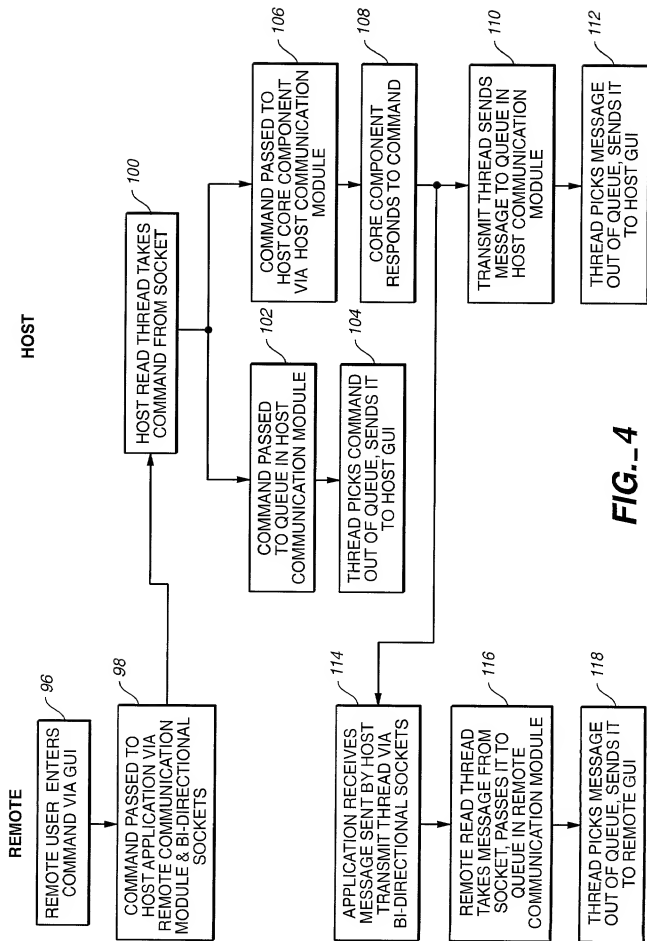 REMOTE
96
REMOTE USER ENTERS
COMMAND VIA GUI
98
COMMAND PASSED TO
HOST APPLICATION VIA
REMOTE COMMUNICATION
MODULE & BI-DIRECTIONAL
SOCKETS
114
APPLICATION RECEIVES
MESSAGE SENT BY HOST
TRANSMIT THREAD VIA
BI-DIRECTIONAL SOCKETS
116
REMOTE READ THREAD
TAKES MESSAGE FROM
SOCKET, PASSES IT TO
QUEUE IN REMOTE
COMMUNICATION MODULE
118
THREAD PICKS MESSAGE
OUT OF QUEUE, SENDS IT
TO REMOTE GUI
HOST
100
HOST READ THREAD TAKES
COMMAND FROM SOCKET
102
COMMAND PASSED
TO QUEUE IN HOST
COMMUNICATION MODULE
104
THREAD PICKS COMMAND
OUT OF QUEUE, SENDS IT
TO HOST GUI
106
COMMAND PASSED TO
HOST CORE COMPONENT
VIA HOST COMMUNICATION
MODULE
108
CORE COMPONENT
RESPONDS TO COMMAND
110
TRANSMIT THREAD SENDS
MESSAGE TO QUEUE IN
HOST COMMUNICATION
MODULE
112
THREAD PICKS MESSAGE
OUT OF QUEUE, SENDS IT
TO HOST GUI
FIG._4